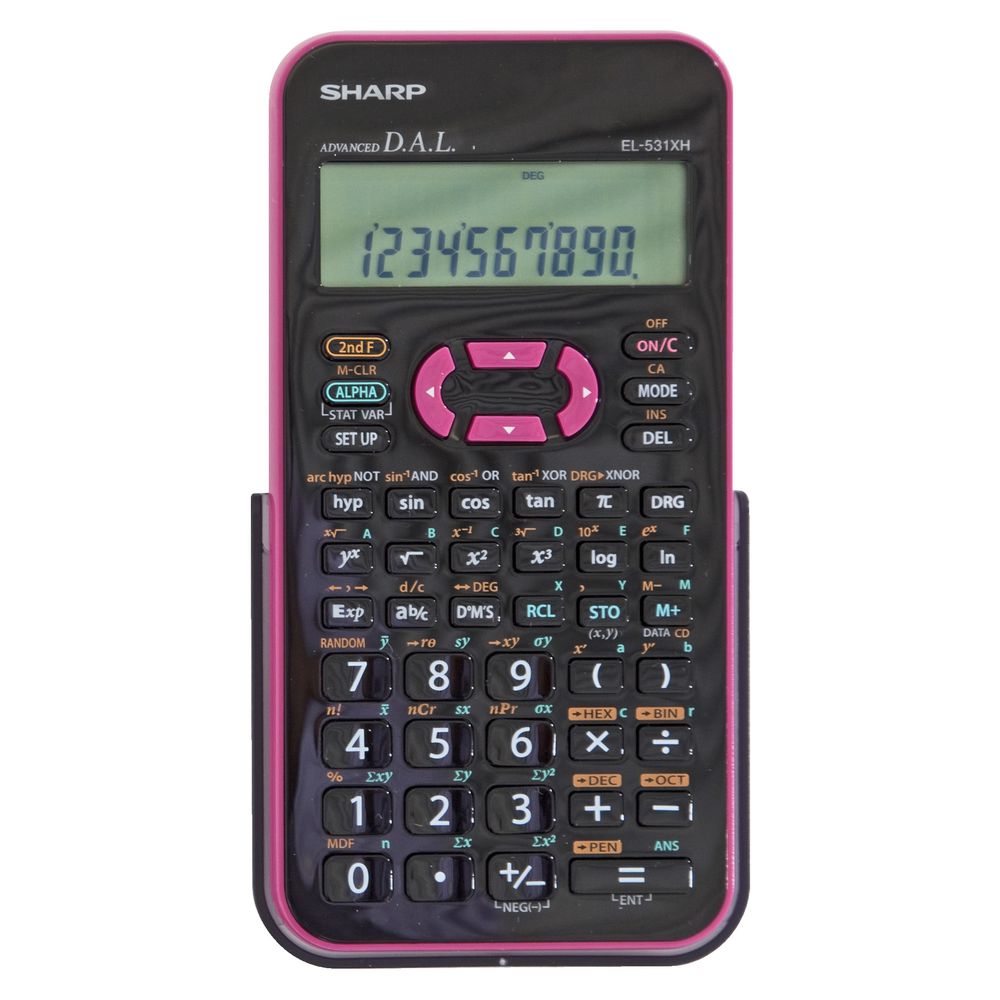 SHARP
ADVANCED D.A.L. EL-531XH
DEG
1'234'567'890.
OFF
2nd F ON/C
M-CLR CA
ALPHA MODE
STAT VAR INS
SET UP DEL
arc hyp NOT sin⁻¹ AND cos⁻¹ OR tan⁻¹ XOR DRG▸XNOR
hyp sin cos tan π DRG
ˣ√ A B x⁻¹ C ³√ D 10ˣ E eˣ F
yˣ √ x² x³ log ln
←,→ d/c ↔DEG X , Y M− M
Exp ab/c D°M'S RCL STO M+
(x,y) DATA CD
RANDOM ȳ →rθ sy →xy σy x' a y' b
7 8 9 ( )
n! x̄ nCr sx nPr σx →HEX c →BIN r
4 5 6 × ÷
% Σxy Σy Σy² →DEC →OCT
1 2 3 + −
MDF n Σx Σx² →PEN ANS
0 • +/− =
NEG(−) ENT